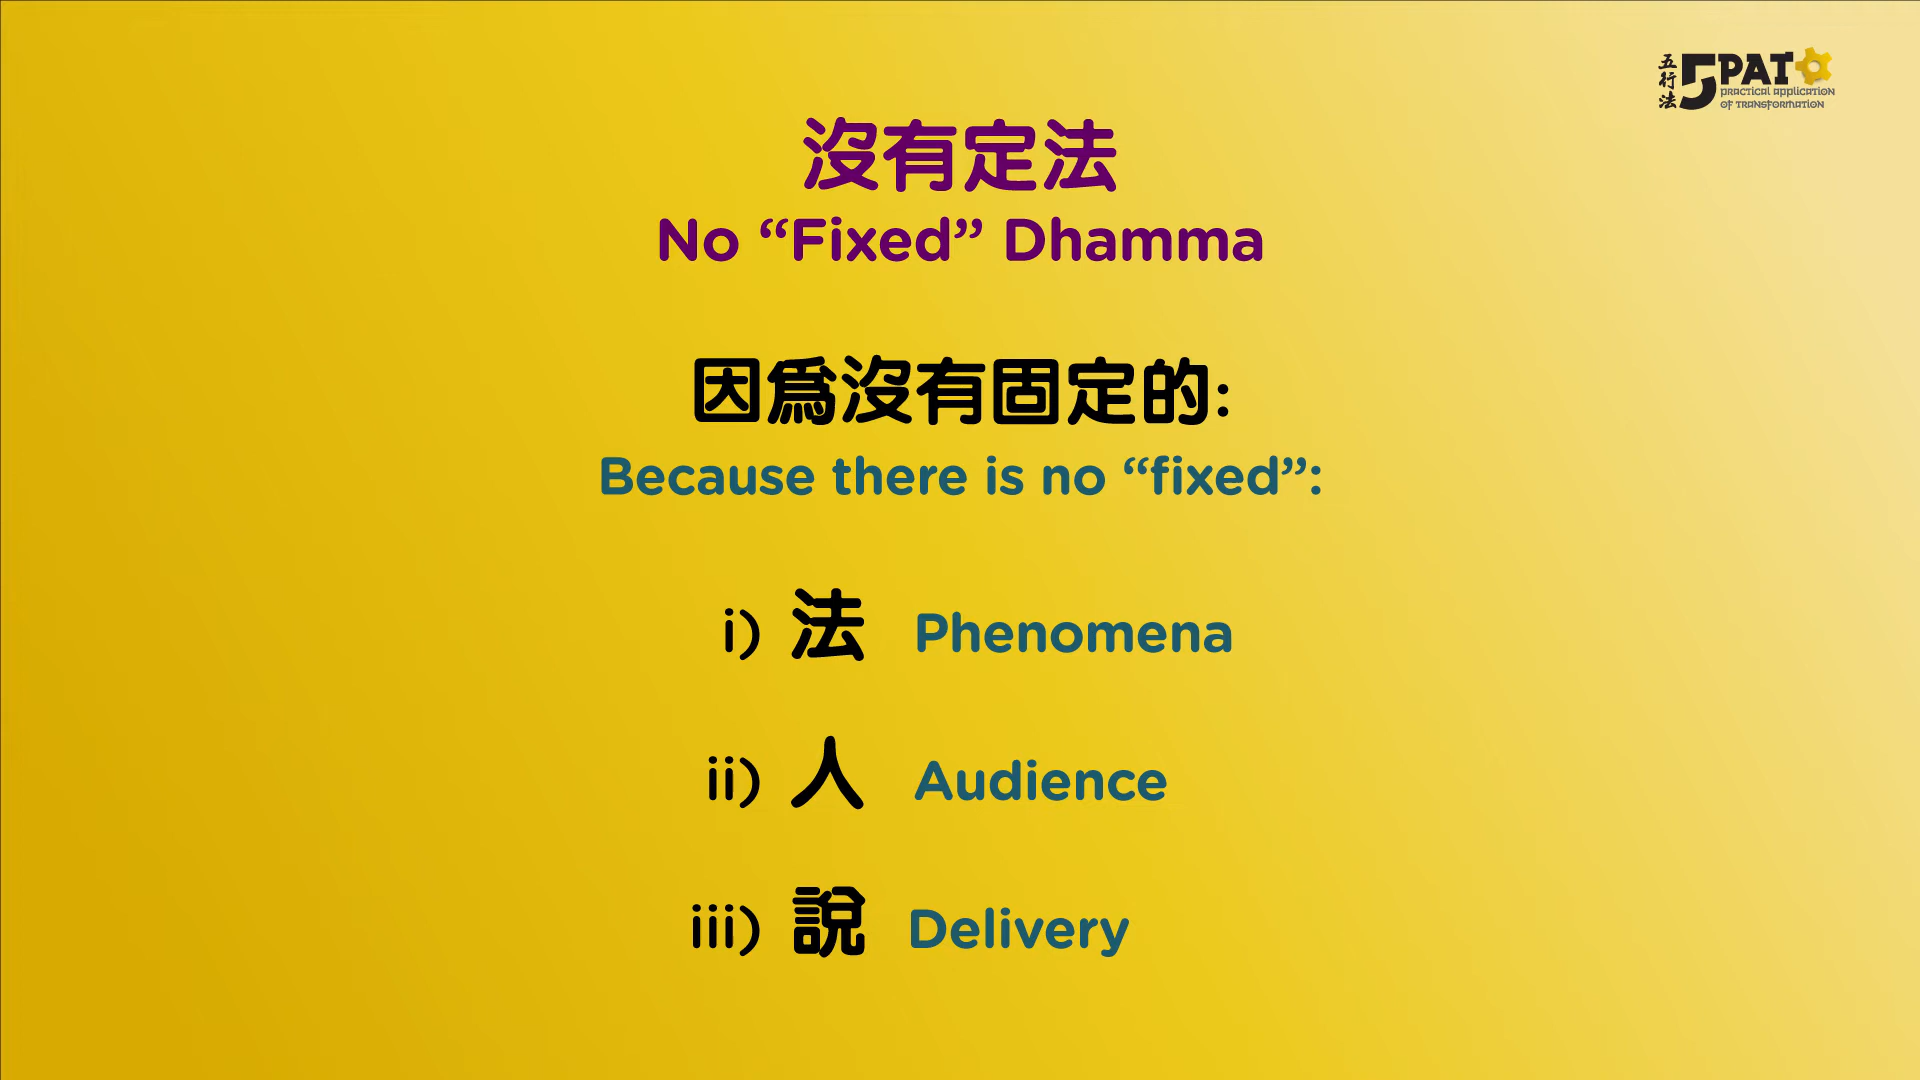 五行法
5PAT
PRACTICAL APPLICATION
OF TRANSFORMATION
沒有定法
No “Fixed” Dhamma
因爲沒有固定的:
Because there is no “fixed”:
i) 法 Phenomena
ii) 人 Audience
iii) 說 Delivery